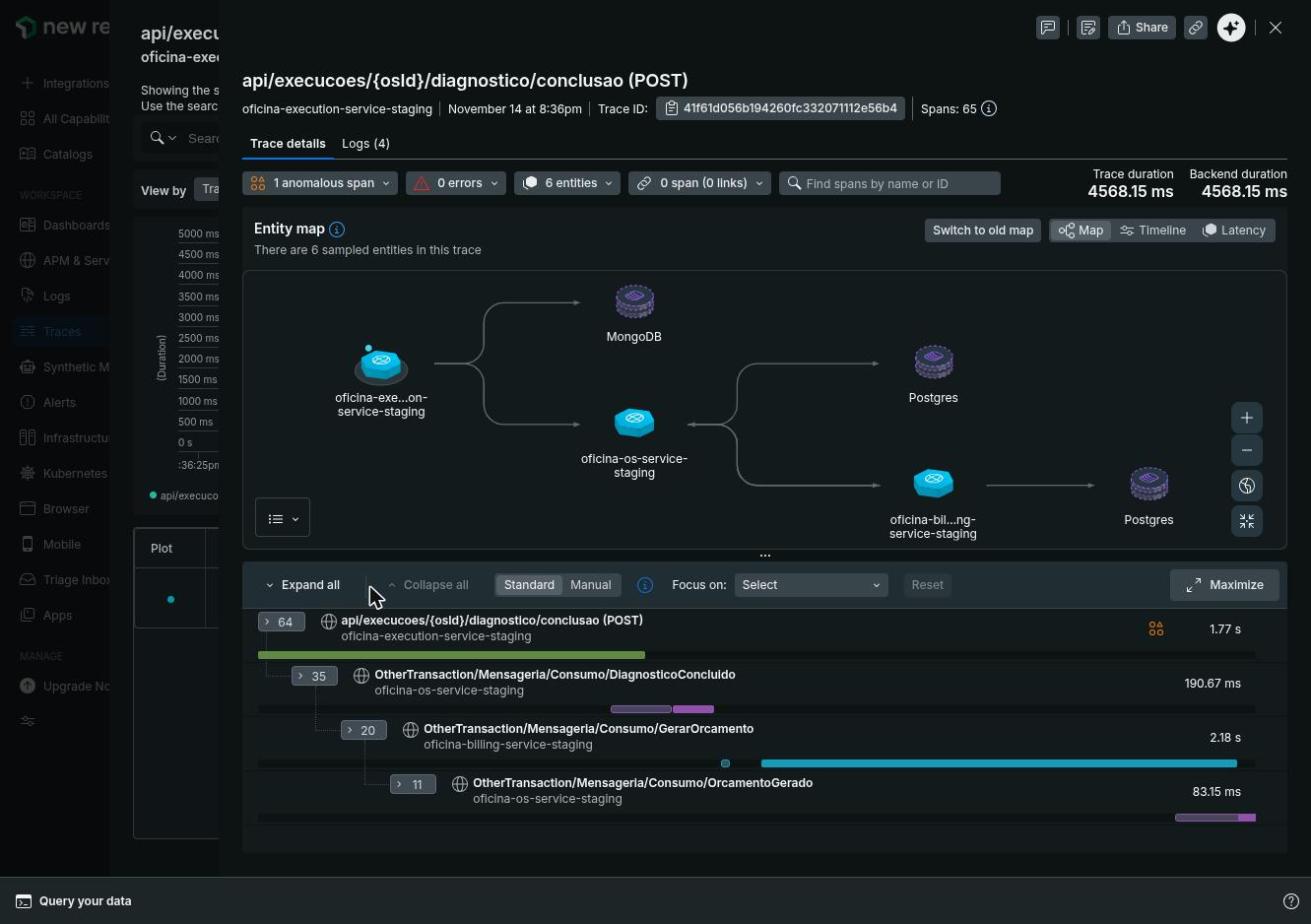 new re
Integrations
All Capabilit
Catalogs
WORKSPACE
Dashboards
APM & Serv
Logs
Traces
Synthetic M
Alerts
Infrastructu
Kubernetes
Browser
Mobile
Triage Inbox
Apps
MANAGE
Upgrade No
api/execu
oficina-exe
Showing the s
Use the searc
Searc
View by
Tra
5000 ms
4500 ms
4000 ms
3500 ms
3000 ms
2500 ms
2000 ms
1500 ms
1000 ms
500 ms
0 s
(Duration)
:36:25pm
api/execuco
Plot
Share
api/execucoes/{osId}/diagnostico/conclusao (POST)
oficina-execution-service-staging
November 14 at 8:36pm
Trace ID:
41f61d056b194260fc332071112e56b4
Spans: 65
Trace details
Logs (4)
1 anomalous span
0 errors
6 entities
0 span (0 links)
Find spans by name or ID
Trace duration
4568.15 ms
Backend duration
4568.15 ms
Entity map
There are 6 sampled entities in this trace
Switch to old map
Map
Timeline
Latency
MongoDB
oficina-exe...on-
service-staging
Postgres
oficina-os-service-
staging
oficina-bil...ng-
service-staging
Postgres
Expand all
Collapse all
Standard
Manual
Focus on:
Select
Reset
Maximize
64
api/execucoes/{osId}/diagnostico/conclusao (POST)
oficina-execution-service-staging
1.77 s
35
OtherTransaction/Mensageria/Consumo/DiagnosticoConcluido
oficina-os-service-staging
190.67 ms
20
OtherTransaction/Mensageria/Consumo/GerarOrcamento
oficina-billing-service-staging
2.18 s
11
OtherTransaction/Mensageria/Consumo/OrcamentoGerado
oficina-os-service-staging
83.15 ms
Query your data